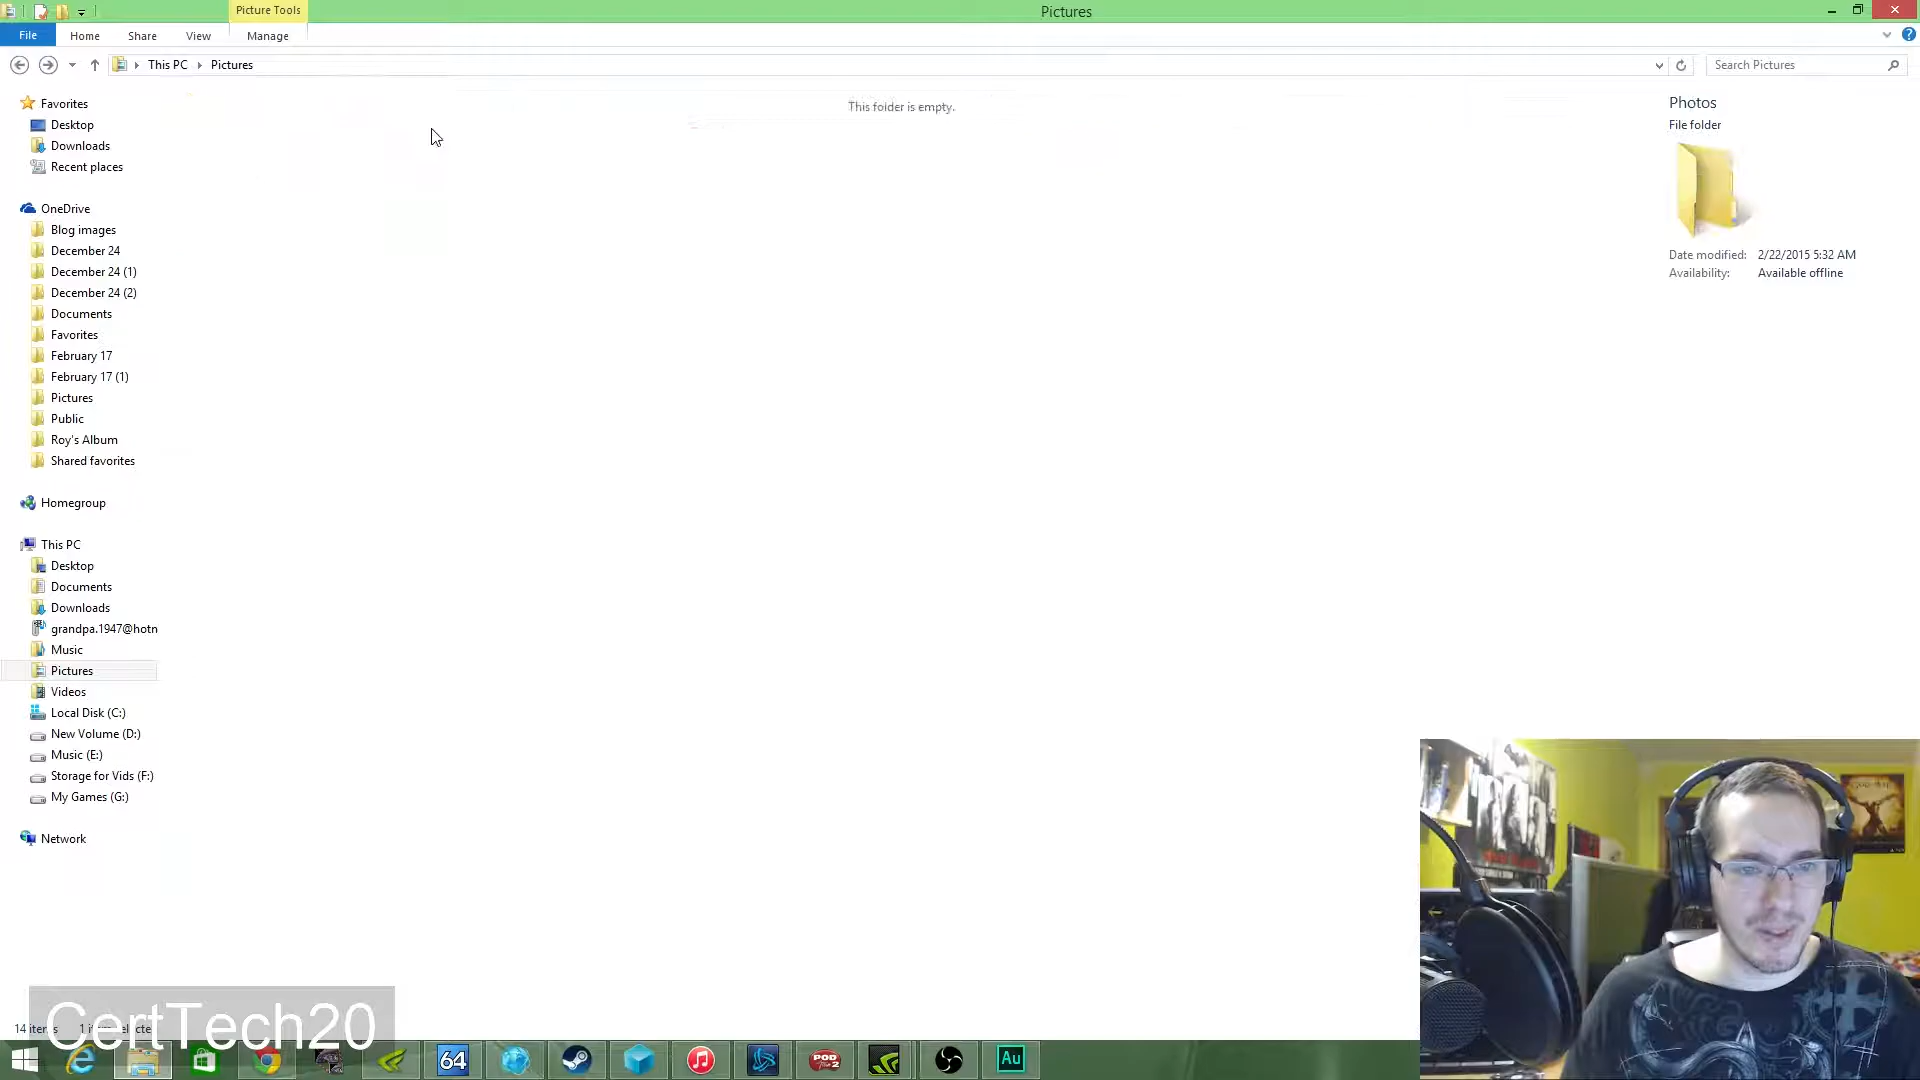 Picture Tools
Pictures
File
Home
Share
View
Manage
This PC
Pictures
Search Pictures
Favorites
Desktop
Downloads
Recent places
OneDrive
Blog images
December 24
December 24 (1)
December 24 (2)
Documents
Favorites
February 17
February 17 (1)
Pictures
Public
Roy's Album
Shared favorites
Homegroup
This PC
Desktop
Documents
Downloads
grandpa.1947@hotn
Music
Pictures
Videos
Local Disk (C:)
New Volume (D:)
Music (E:)
Storage for Vids (F:)
My Games (G:)
Network
This folder is empty.
Photos
File folder
Date modified: 2/22/2015 5:32 AM
Availability: Available offline
CertTech20
14 items
64
POD
Au